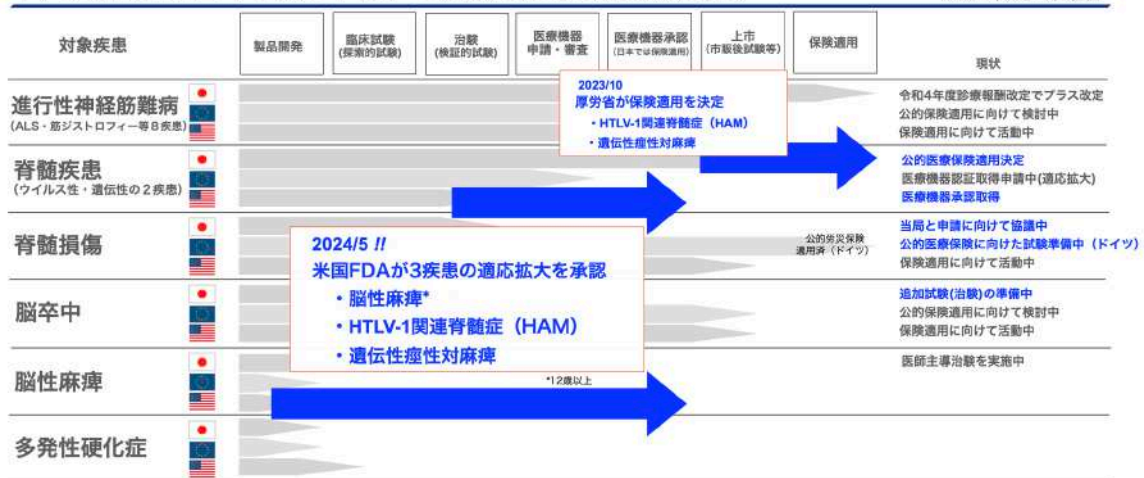 対象疾患
製品開発
臨床試験
(探索的試験)
治験
(検証的試験)
医療機器
申請・審査
医療機器承認
(日本では保険適用)
上市
(市販後試験等)
保険適用
現状
進行性神経筋難病
(ALS・筋ジストロフィー等8疾患)
令和4年度診療報酬改定でプラス改定
公的保険適用に向けて検討中
保険適用に向けて活動中
2023/10
厚労省が保険適用を決定
・HTLV-1関連脊髄症(HAM)
・遺伝性痙性対麻痺
脊髄疾患
(ウイルス性・遺伝性の2疾患)
公的医療保険適用決定
医療機器認証取得申請中(適応拡大)
医療機器承認取得
脊髄損傷
公的労災保険
適用済(ドイツ)
当局と申請に向けて協議中
公的医療保険に向けた試験準備中(ドイツ)
保険適用に向けて活動中
2024/5 !!
米国FDAが3疾患の適応拡大を承認
・脳性麻痺*
・HTLV-1関連脊髄症(HAM)
・遺伝性痙性対麻痺
脳卒中
追加試験(治験)の準備中
公的保険適用に向けて検討中
保険適用に向けて活動中
脳性麻痺
*12歳以上
医師主導治験を実施中
多発性硬化症